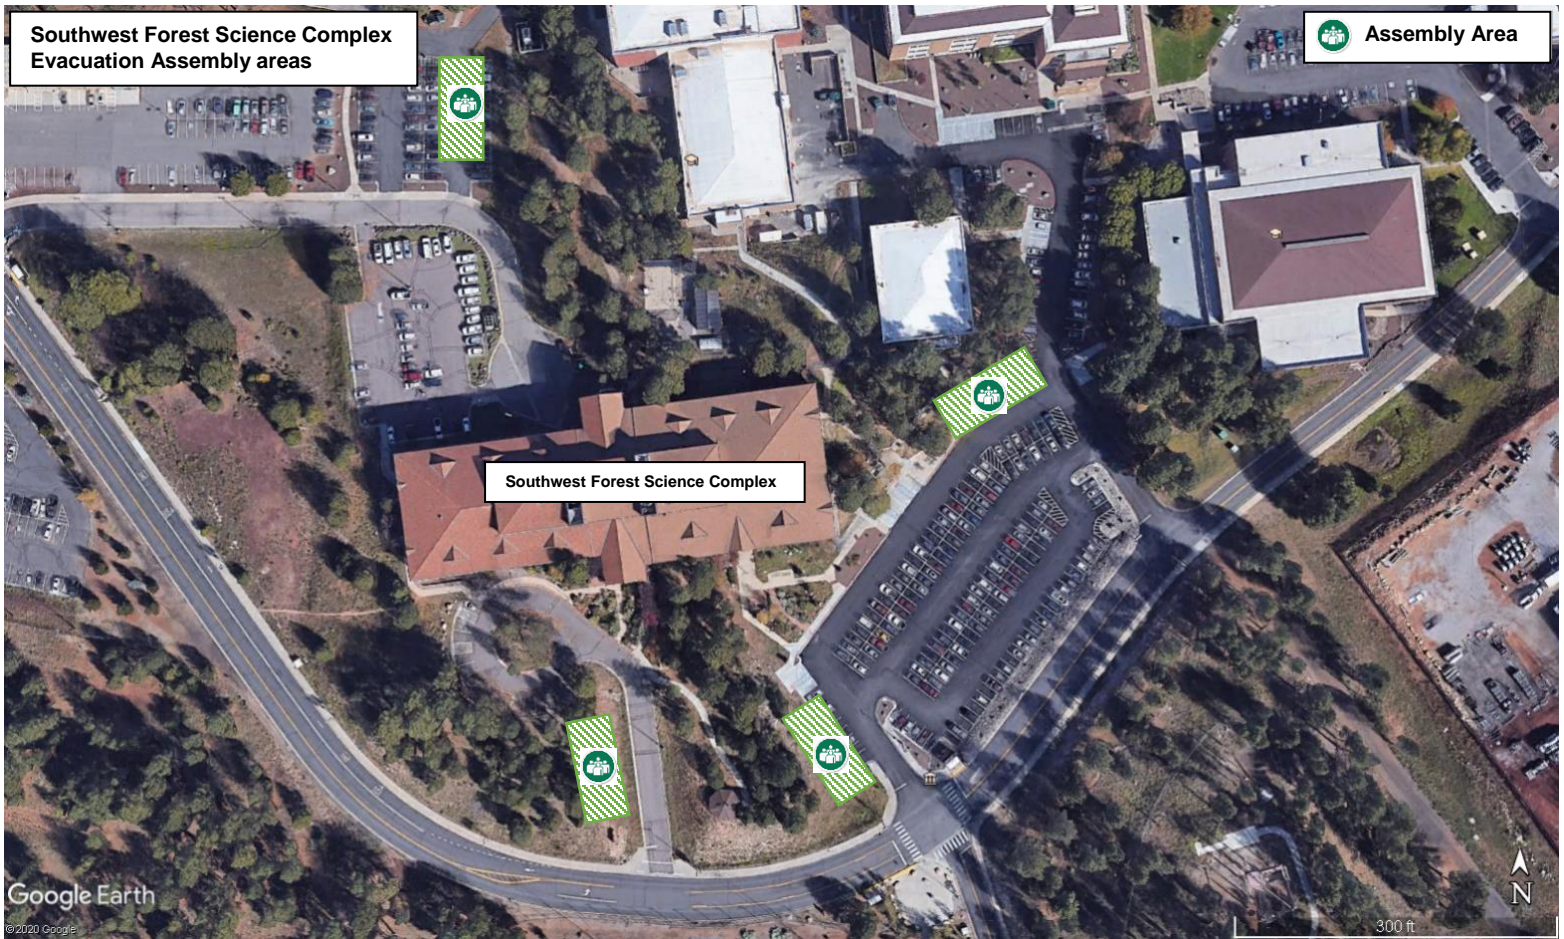 Southwest Forest Science Complex
Evacuation Assembly areas
Assembly Area
Southwest Forest Science Complex
Google Earth
©2020 Google
N
300 ft